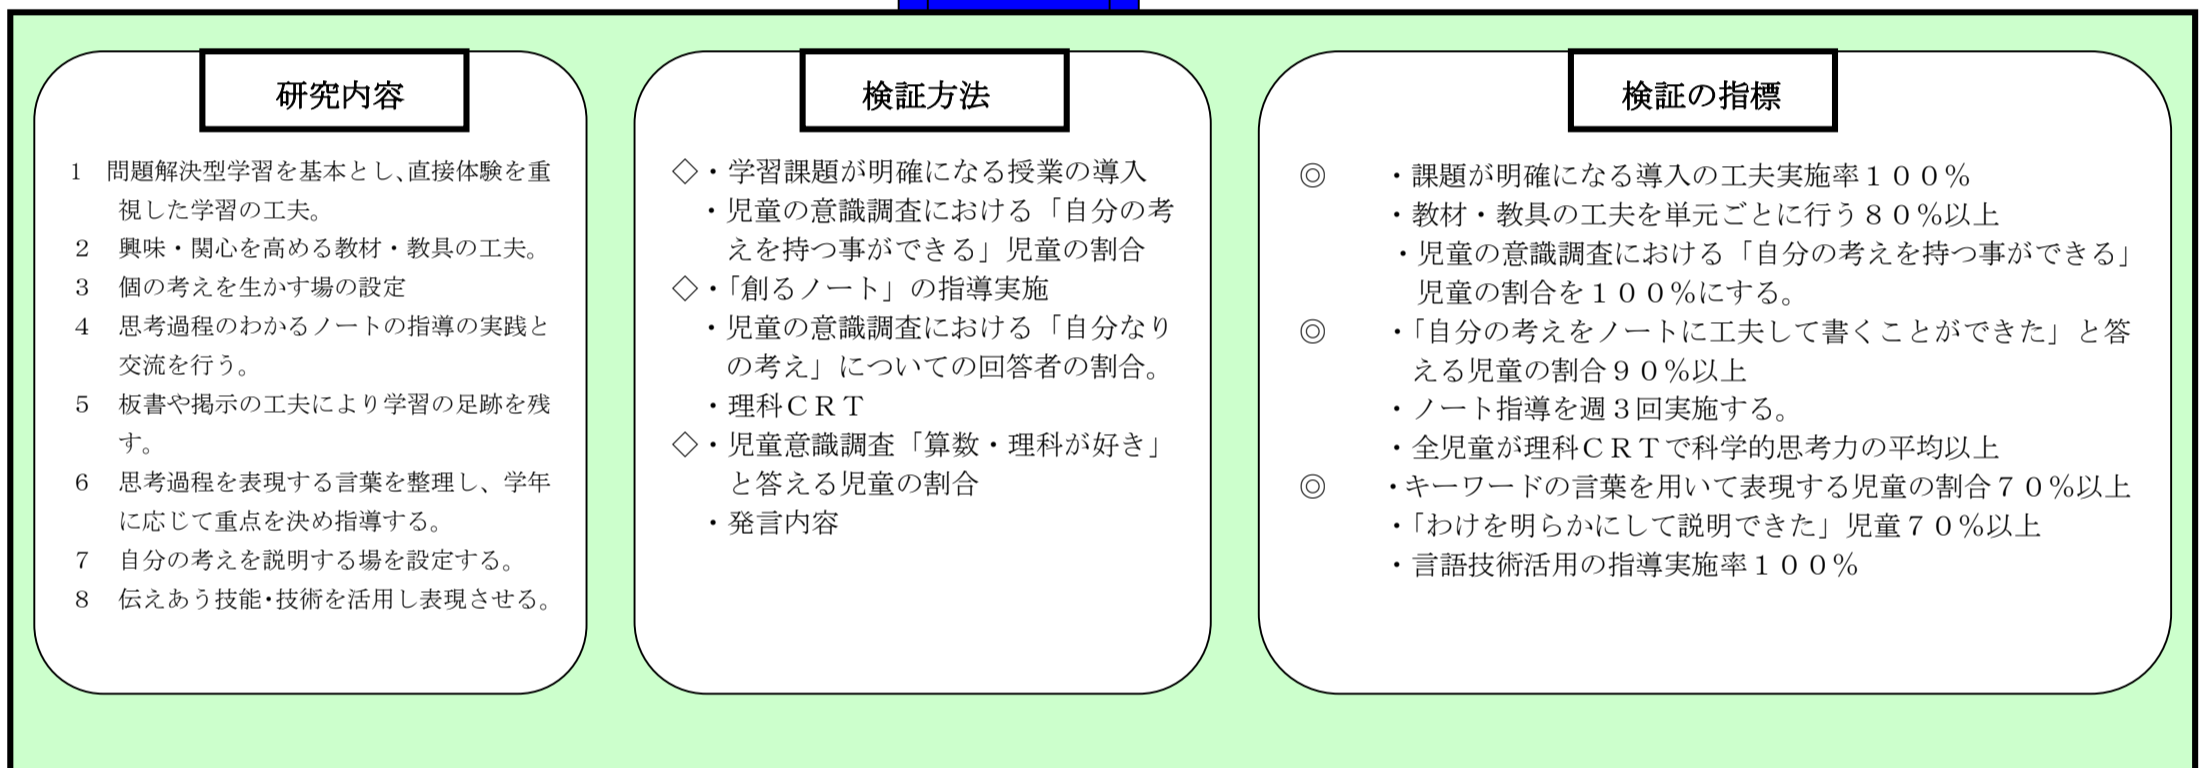 研究内容
1 問題解決型学習を基本とし､直接体験を重
視した学習の工夫。
2 興味・関心を高める教材・教具の工夫。
3 個の考えを生かす場の設定
4 思考過程のわかるノートの指導の実践と
交流を行う。
5 板書や掲示の工夫により学習の足跡を残
す。
6 思考過程を表現する言葉を整理し、学年
に応じて重点を決め指導する。
7 自分の考えを説明する場を設定する。
8 伝えあう技能･技術を活用し表現させる。
検証方法
◇・学習課題が明確になる授業の導入
・児童の意識調査における「自分の考
えを持つ事ができる」児童の割合
◇・「創るノート」の指導実施
・児童の意識調査における「自分なり
の考え」についての回答者の割合。
・理科ＣＲＴ
◇・児童意識調査「算数・理科が好き」
と答える児童の割合
・発言内容
検証の指標
◎ ・課題が明確になる導入の工夫実施率１００％
・教材・教具の工夫を単元ごとに行う８０％以上
・児童の意識調査における「自分の考えを持つ事ができる」
児童の割合を１００％にする。
◎ ・「自分の考えをノートに工夫して書くことができた」と答
える児童の割合９０％以上
・ノート指導を週３回実施する。
・全児童が理科ＣＲＴで科学的思考力の平均以上
◎ ・キーワードの言葉を用いて表現する児童の割合７０％以上
・「わけを明らかにして説明できた」児童７０％以上
・言語技術活用の指導実施率１００％